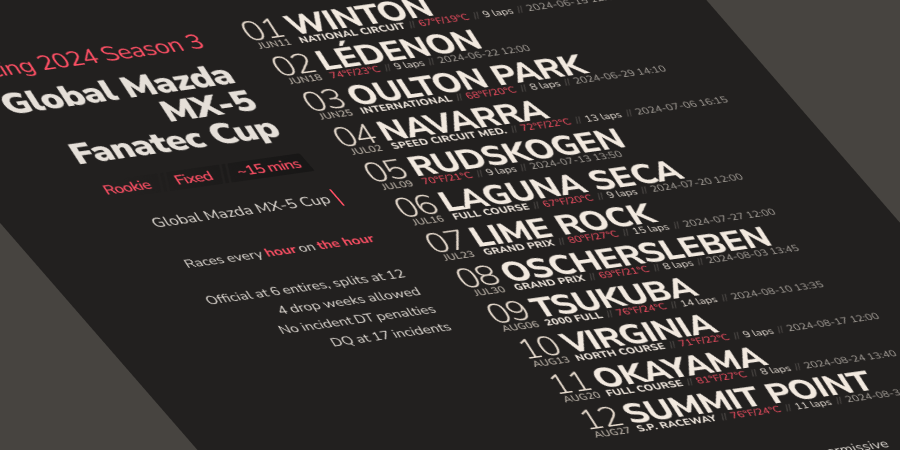 2024 Season 3
Global Mazda
MX-5
Fanatec Cup
Rookie Fixed ~15 mins
Global Mazda MX-5 Cup
Races every hour on the hour
Official at 6 entires, splits at 12
4 drop weeks allowed
No incident DT penalties
DQ at 17 incidents
01 WINTON
JUN11 NATIONAL CIRCUIT // 67°F/19°C // 9 laps //
02 LÉDENON
JUN18 74°F/23°C // 9 laps // 2024-06-22 12:00
03 OULTON PARK
JUN25 INTERNATIONAL // 68°F/20°C // 8 laps // 2024-06-29 14:10
04 NAVARRA
JUL02 SPEED CIRCUIT MED. // 72°F/22°C // 13 laps // 2024-07-06 16:15
05 RUDSKOGEN
JUL09 70°F/21°C // 9 laps // 2024-07-13 13:50
06 LAGUNA SECA
JUL16 FULL COURSE // 67°F/20°C // 9 laps // 2024-07-20 12:00
07 LIME ROCK
JUL23 GRAND PRIX // 80°F/27°C // 15 laps // 2024-07-27 12:00
08 OSCHERSLEBEN
JUL30 GRAND PRIX // 69°F/21°C // 8 laps // 2024-08-03 13:45
09 TSUKUBA
AUG06 2000 FULL // 76°F/24°C // 14 laps // 2024-08-10 13:35
10 VIRGINIA
AUG13 NORTH COURSE // 71°F/22°C // 9 laps // 2024-08-17 12:00
11 OKAYAMA
AUG20 FULL COURSE // 81°F/27°C // 8 laps // 2024-08-24 13:40
12 SUMMIT POINT
AUG27 S.P. RACEWAY // 76°F/24°C // 11 laps //